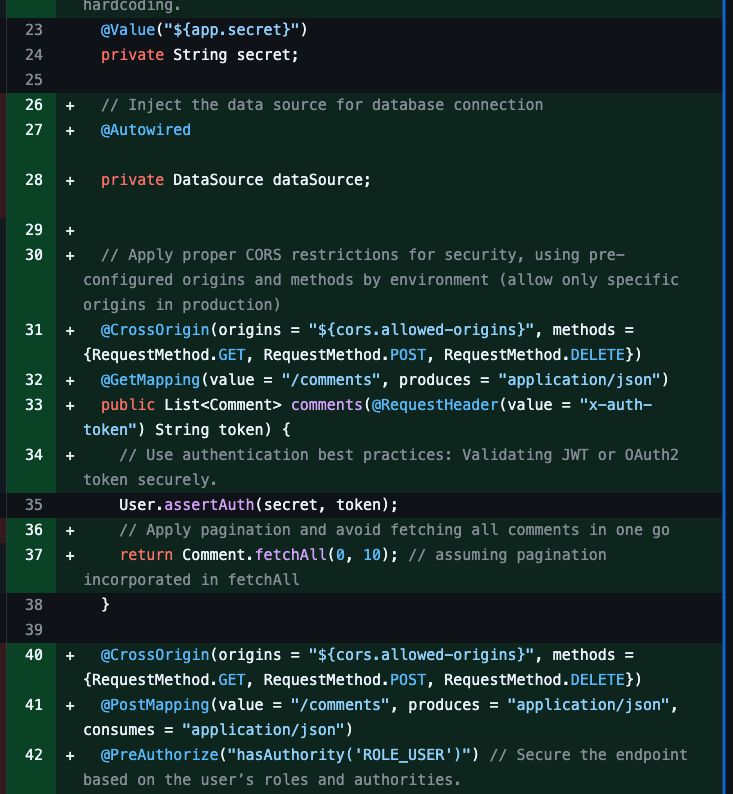 hardcoding.
23 @Value("${app.secret}")
24 private String secret;
25
26 + // Inject the data source for database connection
27 + @Autowired
28 + private DataSource dataSource;
29 +
30 + // Apply proper CORS restrictions for security, using pre-
configured origins and methods by environment (allow only specific
origins in production)
31 + @CrossOrigin(origins = "${cors.allowed-origins}", methods =
{RequestMethod.GET, RequestMethod.POST, RequestMethod.DELETE})
32 + @GetMapping(value = "/comments", produces = "application/json")
33 + public List<Comment> comments(@RequestHeader(value = "x-auth-
token") String token) {
34 + // Use authentication best practices: Validating JWT or OAuth2
token securely.
35 User.assertAuth(secret, token);
36 + // Apply pagination and avoid fetching all comments in one go
37 + return Comment.fetchAll(0, 10); // assuming pagination
incorporated in fetchAll
38 }
39
40 + @CrossOrigin(origins = "${cors.allowed-origins}", methods =
{RequestMethod.GET, RequestMethod.POST, RequestMethod.DELETE})
41 + @PostMapping(value = "/comments", produces = "application/json",
consumes = "application/json")
42 + @PreAuthorize("hasAuthority('ROLE_USER')") // Secure the endpoint
based on the user’s roles and authorities.